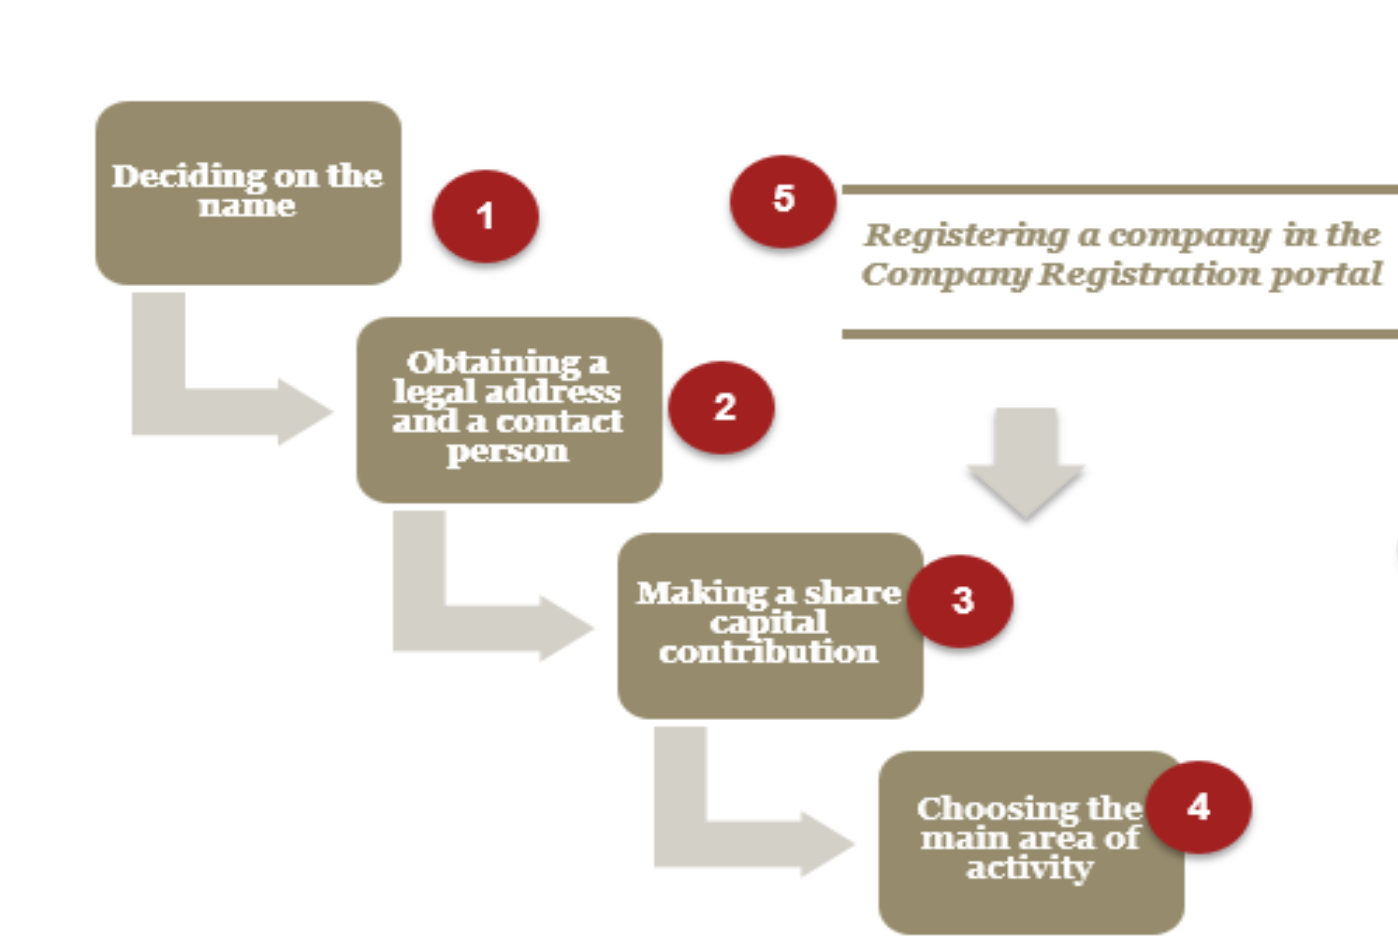 Deciding on the
name
1
Obtaining a
legal address
and a contact
person
2
Making a share
capital
contribution
3
Choosing the
main area of
activity
4
5
Registering a company in the
Company Registration portal